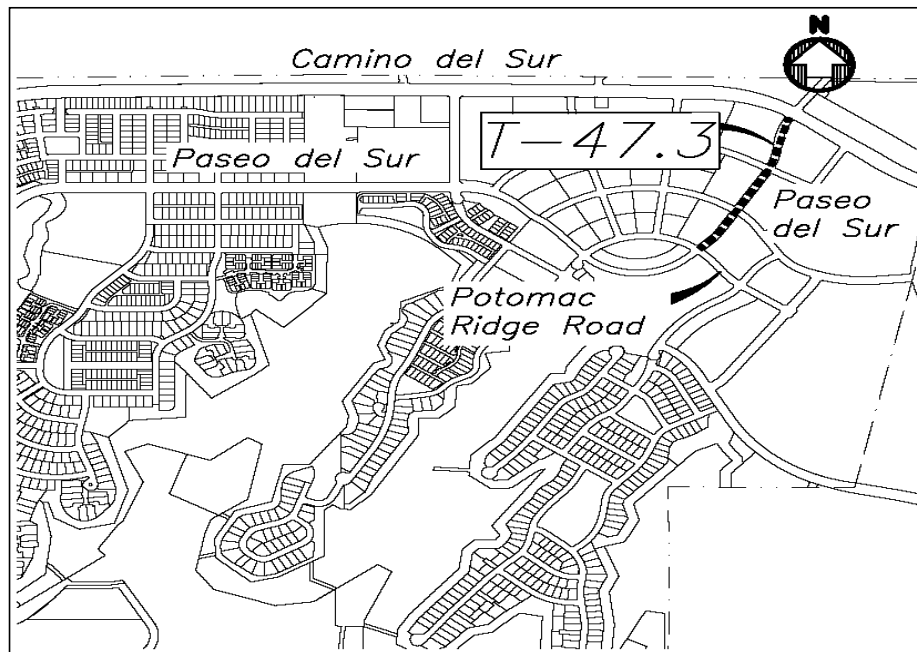 N
Camino del Sur
T-47.3
Paseo del Sur
Paseo
del Sur
Potomac
Ridge Road